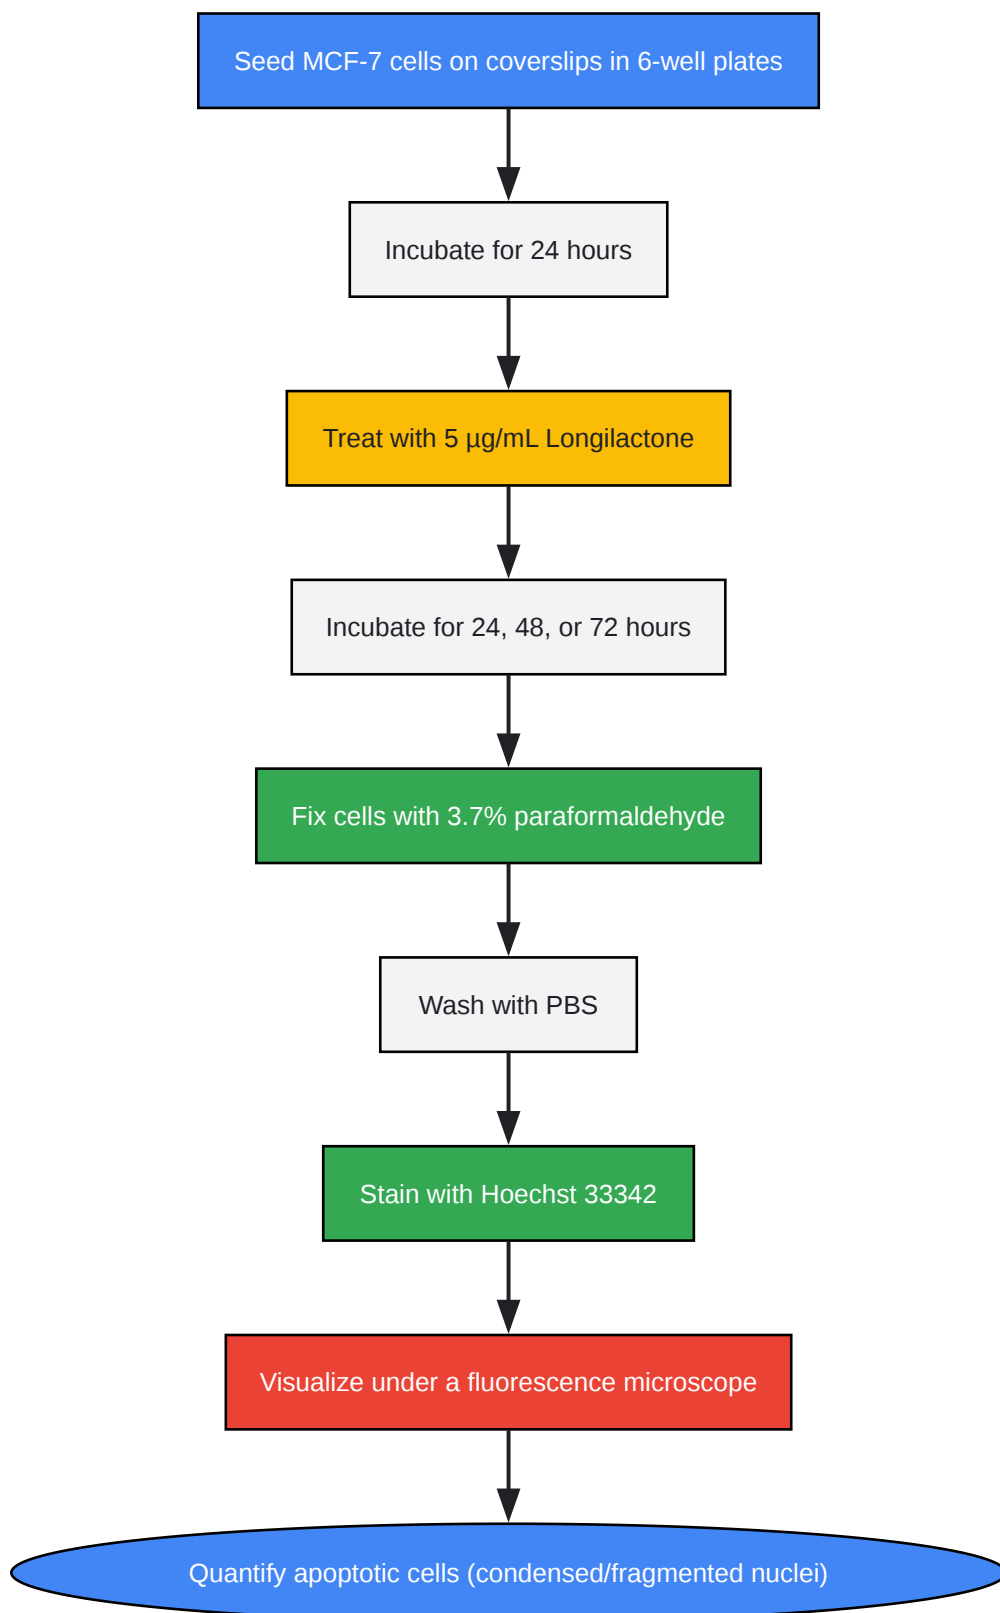 Seed MCF-7 cells on coverslips in 6-well plates
Incubate for 24 hours
Treat with 5 µg/mL Longilactone
Incubate for 24, 48, or 72 hours
Fix cells with 3.7% paraformaldehyde
Wash with PBS
Stain with Hoechst 33342
Visualize under a fluorescence microscope
Quantify apoptotic cells (condensed/fragmented nuclei)